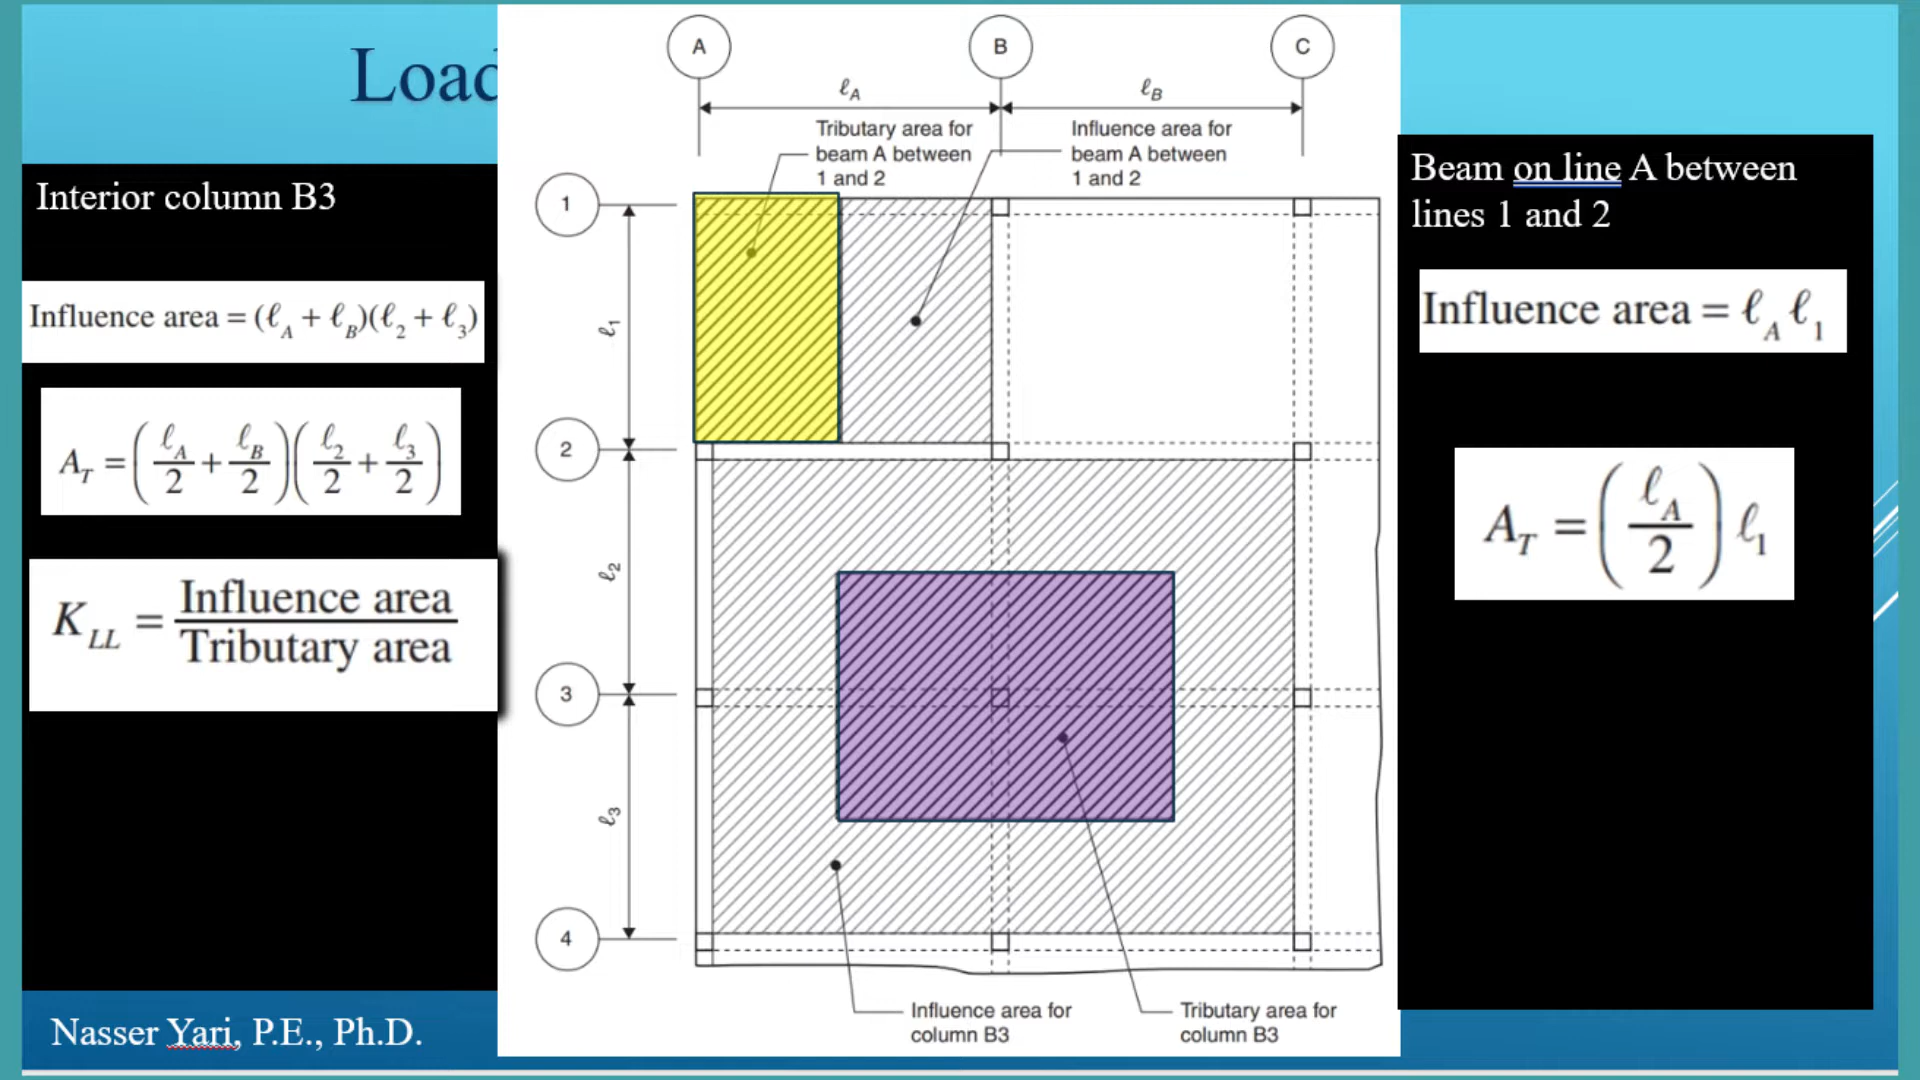 Load
Interior column B3
Influence area = (ℓ_A + ℓ_B)(ℓ_2 + ℓ_3)
A_T = (ℓ_A/2 + ℓ_B/2)(ℓ_2/2 + ℓ_3/2)
K_LL = Influence area / Tributary area
Nasser Yari, P.E., Ph.D.
A B C
ℓ_A ℓ_B
Tributary area for
beam A between
1 and 2
Influence area for
beam A between
1 and 2
1
ℓ_1
2
ℓ_2
3
ℓ_3
4
Influence area for
column B3
Tributary area for
column B3
Beam on line A between
lines 1 and 2
Influence area = ℓ_A ℓ_1
A_T = (ℓ_A/2) ℓ_1